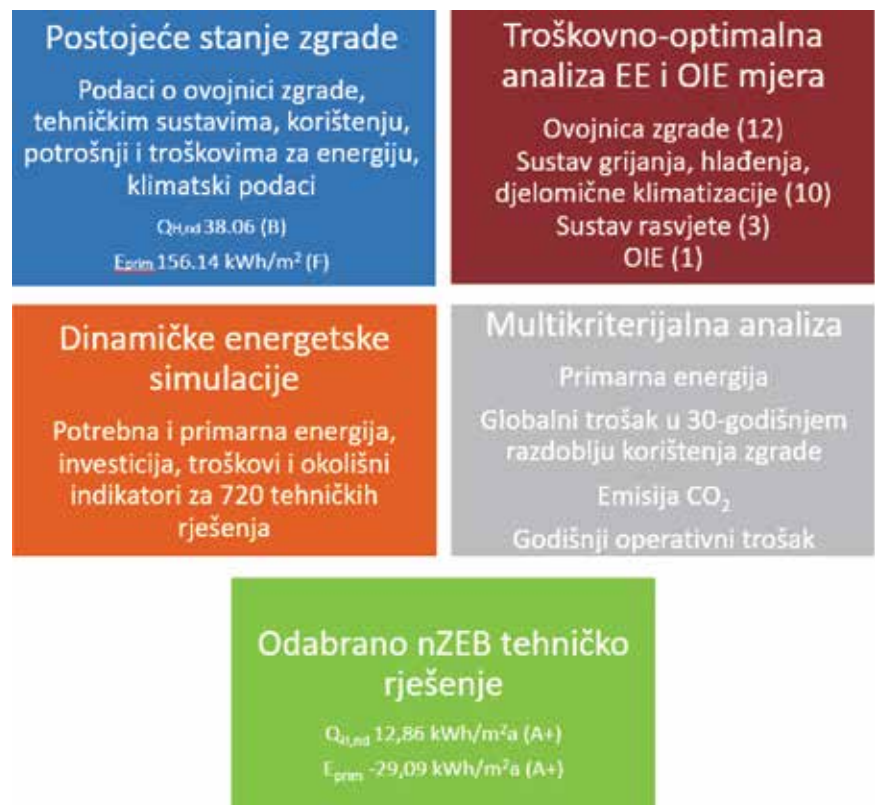 Postojeće stanje zgrade
Podaci o ovojnici zgrade,
tehničkim sustavima, korištenju,
potrošnji i troškovima za energiju,
klimatski podaci
QH,nd 38.06 (B)
Eprim 156.14 kWh/m² (F)
Troškovno-optimalna
analiza EE i OIE mjera
Ovojnica zgrade (12)
Sustav grijanja, hlađenja,
djelomične klimatizacije (10)
Sustav rasvjete (3)
OIE (1)
Dinamičke energetske
simulacije
Potrebna i primarna energija,
investicija, troškovi i okolišni
indikatori za 720 tehničkih
rješenja
Multikriterijalna analiza
Primarna energija
Globalni trošak u 30-godišnjem
razdoblju korištenja zgrade
Emisija CO₂
Godišnji operativni trošak
Odabrano nZEB tehničko
rješenje
QH,nd 12,86 kWh/m²a (A+)
Eprim -29,09 kWh/m²a (A+)